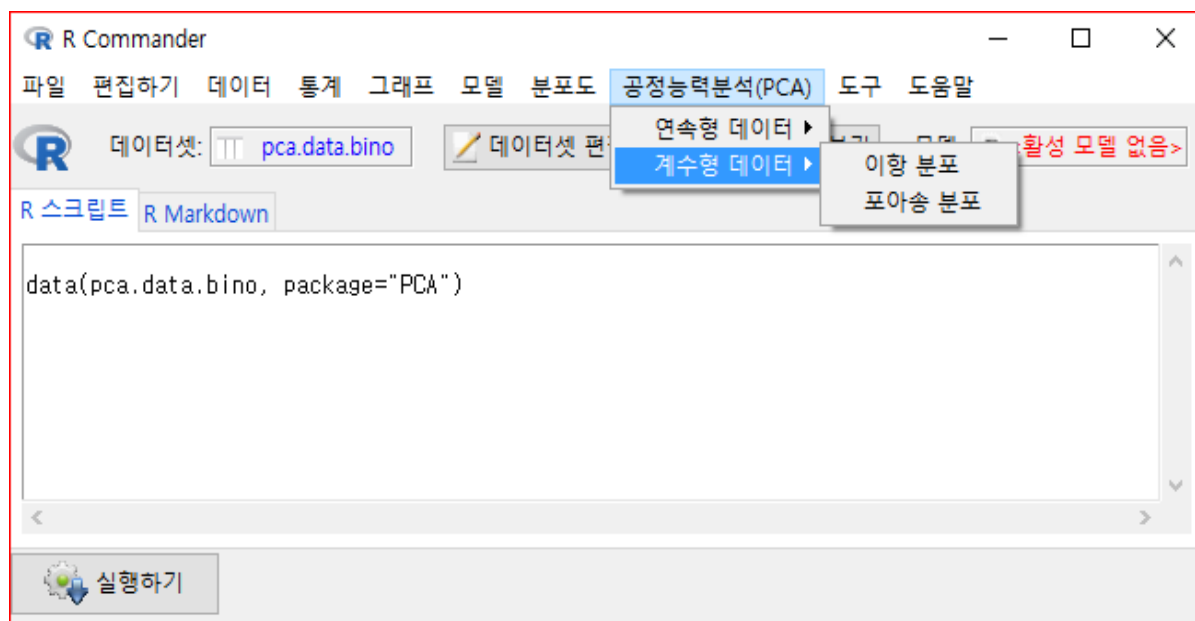 R Commander
파일 편집하기 데이터 통계 그래프 모델 분포도 공정능력분석(PCA) 도구 도움말
연속형 데이터
데이터셋: pca.data.bino 데이터셋 편 활성 모델 없음>
계수형 데이터 이항 분포
포아송 분포
R 스크립트 R Markdown
data(pca.data.bino, package="PCA")
실행하기